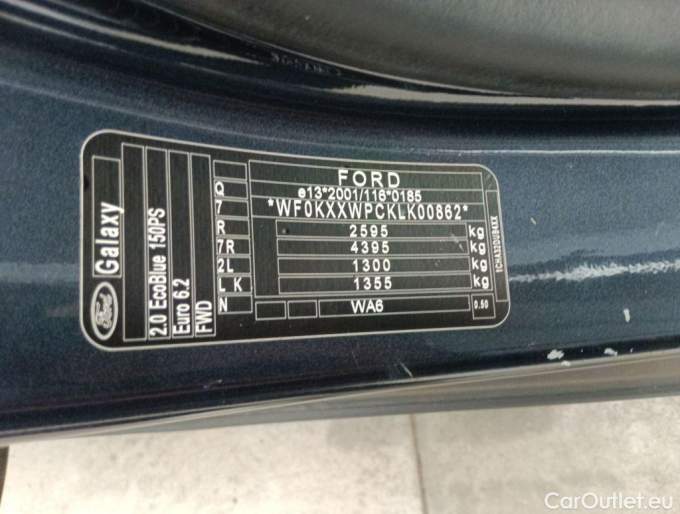 Ford
Galaxy
2.0 EcoBlue 150PS
Euro 6.2
FWD
Q
7
R
7R
2L
L K
N
FORD
e13*2001/116*0185
*WF0KXXWPCKLK00862*
2595 kg
4395 kg
1300 kg
1355 kg
WA6 0.50
CarOutlet.eu